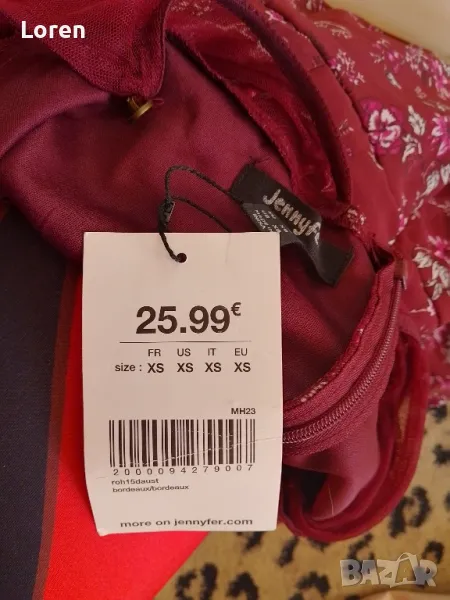 Loren
Jennyfer
25.99€
FR US IT EU
size : XS XS XS XS
MH23
2000094279007
roh15daust
bordeaux/bordeaux
more on jennyfer.com
BAZAR